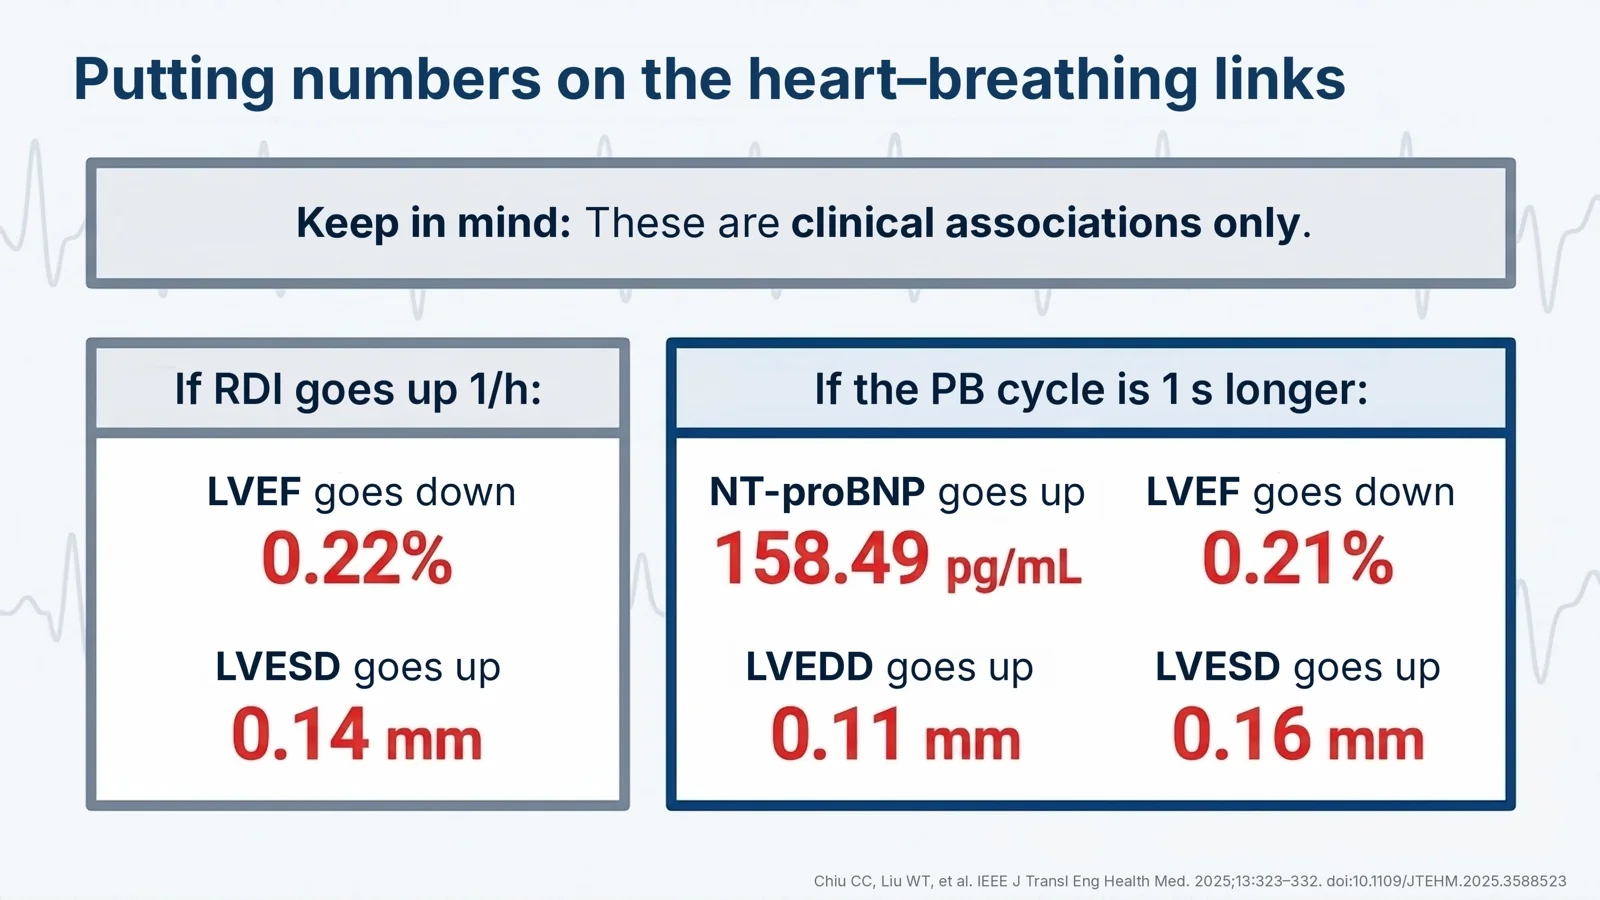 Putting numbers on the heart–breathing links
Keep in mind: These are clinical associations only.
If RDI goes up 1/h:
LVEF goes down
0.22%
LVESD goes up
0.14 mm
If the PB cycle is 1 s longer:
NT-proBNP goes up
158.49 pg/mL
LVEF goes down
0.21%
LVEDD goes up
0.11 mm
LVESD goes up
0.16 mm
Chiu CC, Liu WT, et al. IEEE J Transl Eng Health Med. 2025;13:323–332. doi:10.1109/JTEHM.2025.3588523